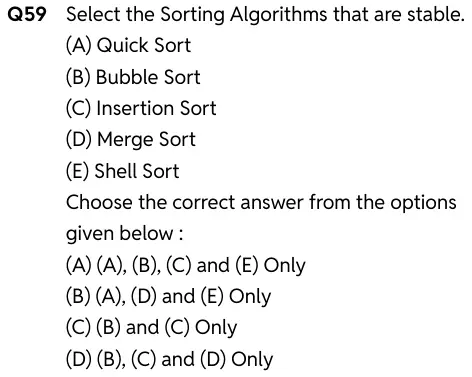 Q59 Select the Sorting Algorithms that are stable.
(A) Quick Sort
(B) Bubble Sort
(C) Insertion Sort
(D) Merge Sort
(E) Shell Sort
Choose the correct answer from the options
given below :
(A) (A), (B), (C) and (E) Only
(B) (A), (D) and (E) Only
(C) (B) and (C) Only
(D) (B), (C) and (D) Only